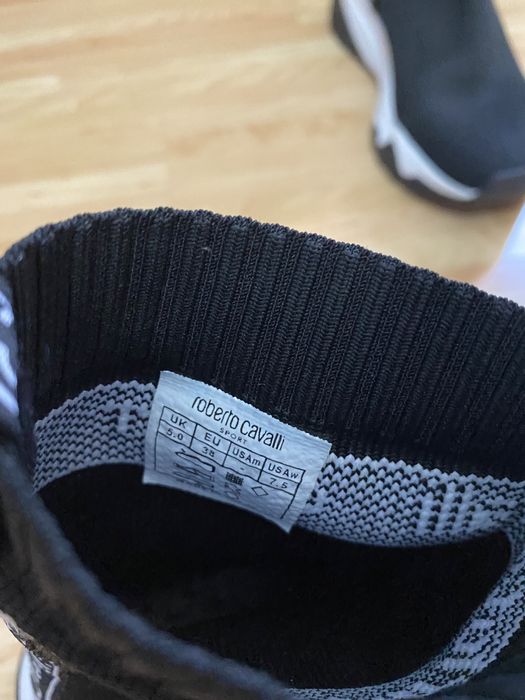 roberto cavalli
SPORT
UK EU USAm USAw
5.0 38 - 7.5